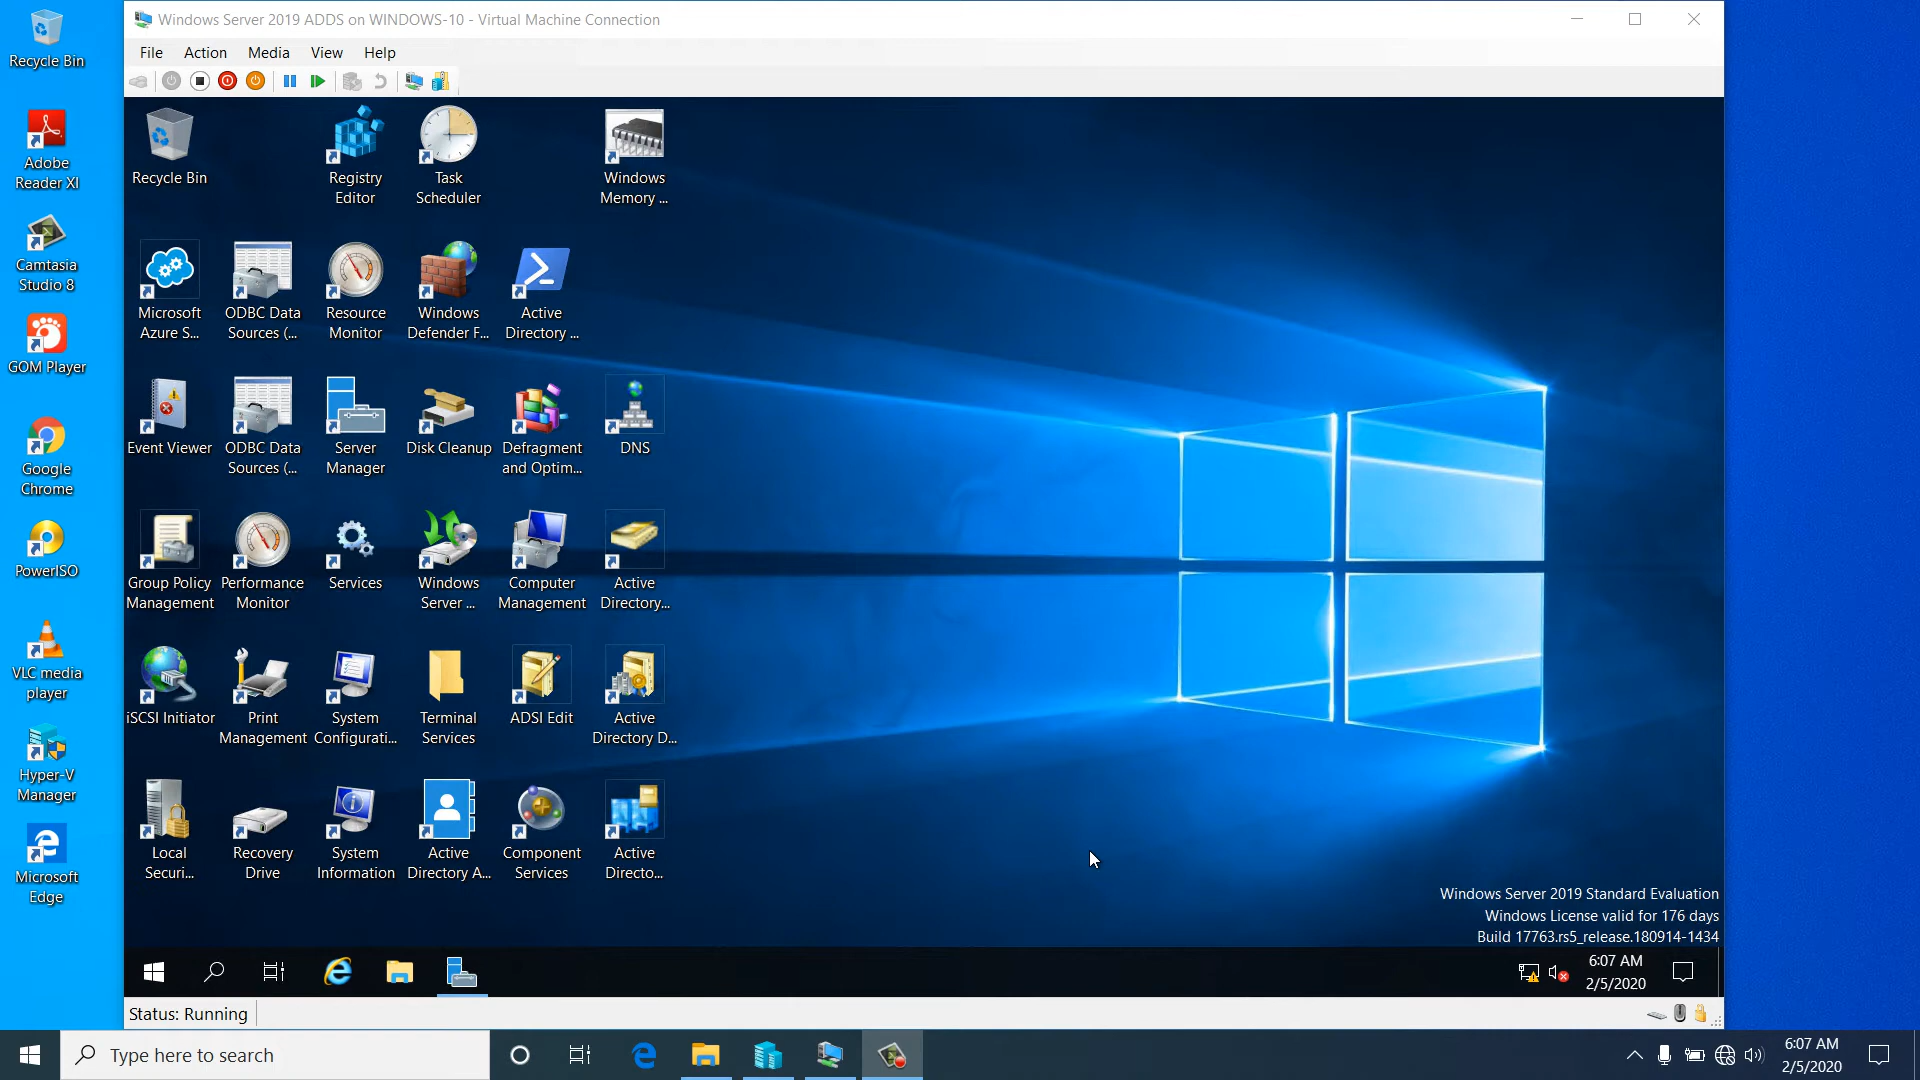 Windows Server 2019 ADDS on WINDOWS-10 - Virtual Machine Connection
File Action Media View Help
Recycle Bin
Adobe
Reader XI
Camtasia
Studio 8
GOM Player
Google
Chrome
PowerISO
VLC media
player
Hyper-V
Manager
Microsoft
Edge
Recycle Bin
Registry
Editor
Task
Scheduler
Windows
Memory ...
Microsoft
Azure S...
ODBC Data
Sources (...
Resource
Monitor
Windows
Defender F...
Active
Directory ...
Event Viewer
ODBC Data
Sources (...
Server
Manager
Disk Cleanup
Defragment
and Optim...
DNS
Group Policy
Management
Performance
Monitor
Services
Windows
Server ...
Computer
Management
Active
Directory...
iSCSI Initiator
Print
Management
System
Configurati...
Terminal
Services
ADSI Edit
Active
Directory D...
Local
Securi...
Recovery
Drive
System
Information
Active
Directory A...
Component
Services
Active
Directo...
Windows Server 2019 Standard Evaluation
Windows License valid for 176 days
Build 17763.rs5_release.180914-1434
6:07 AM
2/5/2020
Status: Running
Type here to search
6:07 AM
2/5/2020